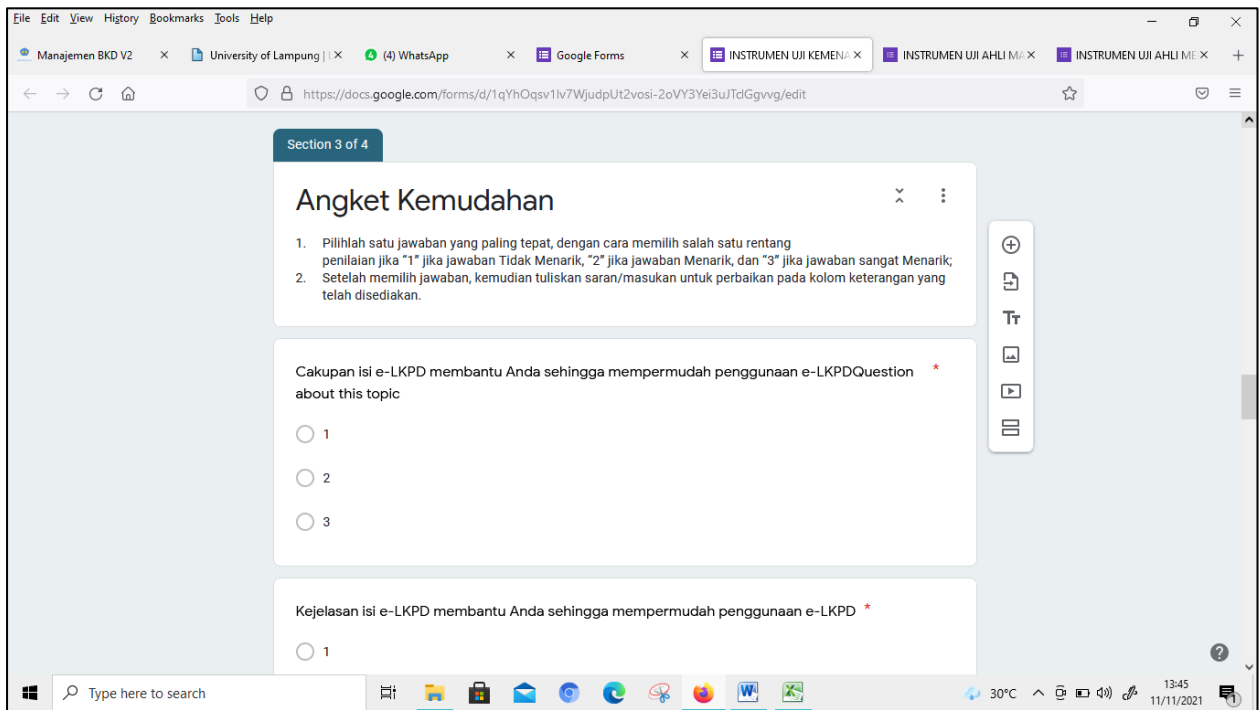 File Edit View History Bookmarks Tools Help
Manajemen BKD V2
University of Lampung |
(4) WhatsApp
Google Forms
INSTRUMEN UJI KEMENA
INSTRUMEN UJI AHLI MA
INSTRUMEN UJI AHLI ME
https://docs.google.com/forms/d/1qYhOqsv1Iv7WjudpUt2vosi-2oVY3Yei3uJTclGgvvg/edit
Section 3 of 4
Angket Kemudahan
1. Pilihlah satu jawaban yang paling tepat, dengan cara memilih salah satu rentang
penilaian jika “1” jika jawaban Tidak Menarik, “2” jika jawaban Menarik, dan “3” jika jawaban sangat Menarik;
2. Setelah memilih jawaban, kemudian tuliskan saran/masukan untuk perbaikan pada kolom keterangan yang
telah disediakan.
Cakupan isi e-LKPD membantu Anda sehingga mempermudah penggunaan e-LKPDQuestion *
about this topic
1
2
3
Kejelasan isi e-LKPD membantu Anda sehingga mempermudah penggunaan e-LKPD *
1
Type here to search
30°C
13:45
11/11/2021